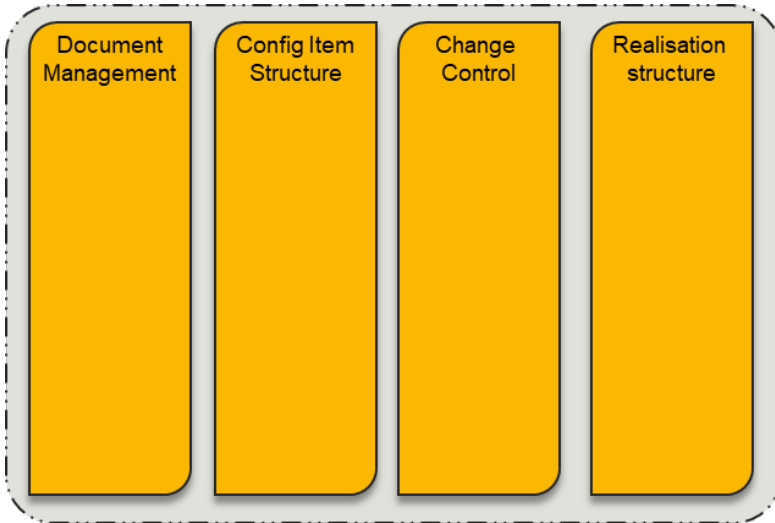 Document
Management
Config Item
Structure
Change
Control
Realisation
structure